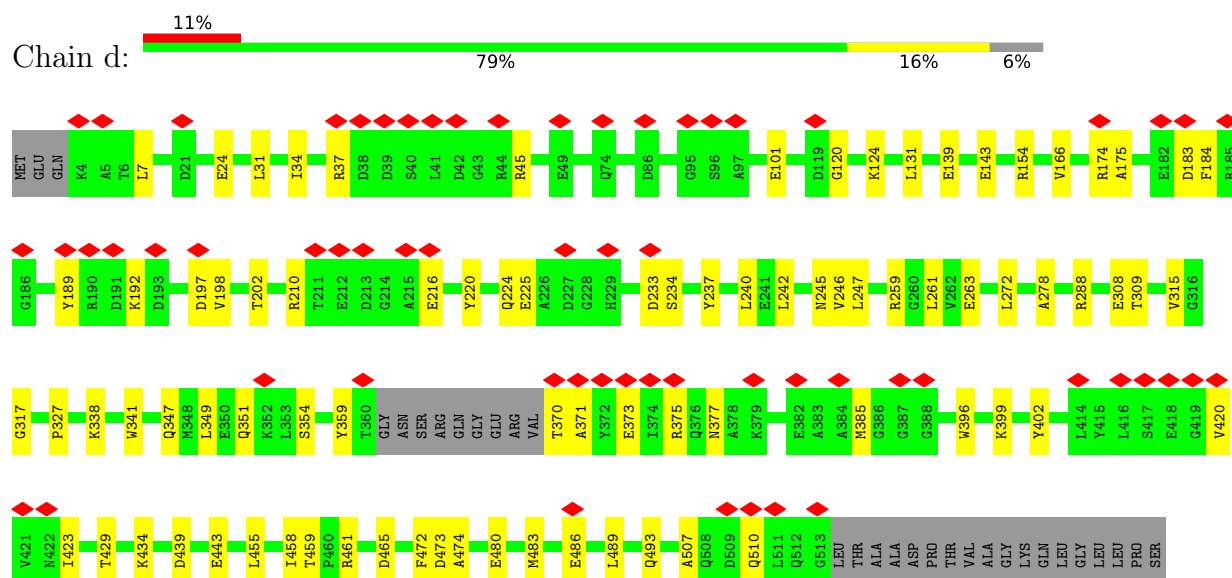 11%
Chain d:
79% 16% 6%
MET GLU GLN K4 A5 T6 L7 D21 E24 L31 I34 R37 D38 D39 S40 L41 D42 G43 R44 R45 E49 Q74 D86 G95 S96 A97 E101 D119 G120 K124 L131 E139 E143 R154 V166 R174 A175 E182 D183 F184 R185
G186 Y189 R190 D191 K192 D193 D197 V198 T202 R210 T211 E212 D213 G214 A215 E216 Y220 Q224 E225 A226 D227 G228 H229 D233 S234 Y237 L240 E241 L242 N245 V246 L247 R259 G260 L261 V262 E263 L272 A278 R288 E308 T309 V315 G316
G317 P327 K338 W341 Q347 M348 L349 E350 Q351 K352 L353 S354 Y359 T360 GLY ASN SER ARG GLN GLY GLU ARG VAL T370 A371 Y372 E373 I374 R375 Q376 N377 A378 K379 E382 A383 A384 M385 G386 G387 G388 W396 K399 Y402 L414 Y415 L416 S417 E418 G419 V420
V421 N422 I423 T429 K434 D439 E443 L455 I458 T459 P460 R461 D465 F472 D473 A474 E480 M483 E486 L489 Q493 A507 Q508 D509 Q510 L511 Q512 G513 LEU THR ALA ALA ASP PRO THR VAL ALA GLY LYS GLN LEU GLY LEU LEU PRO SER